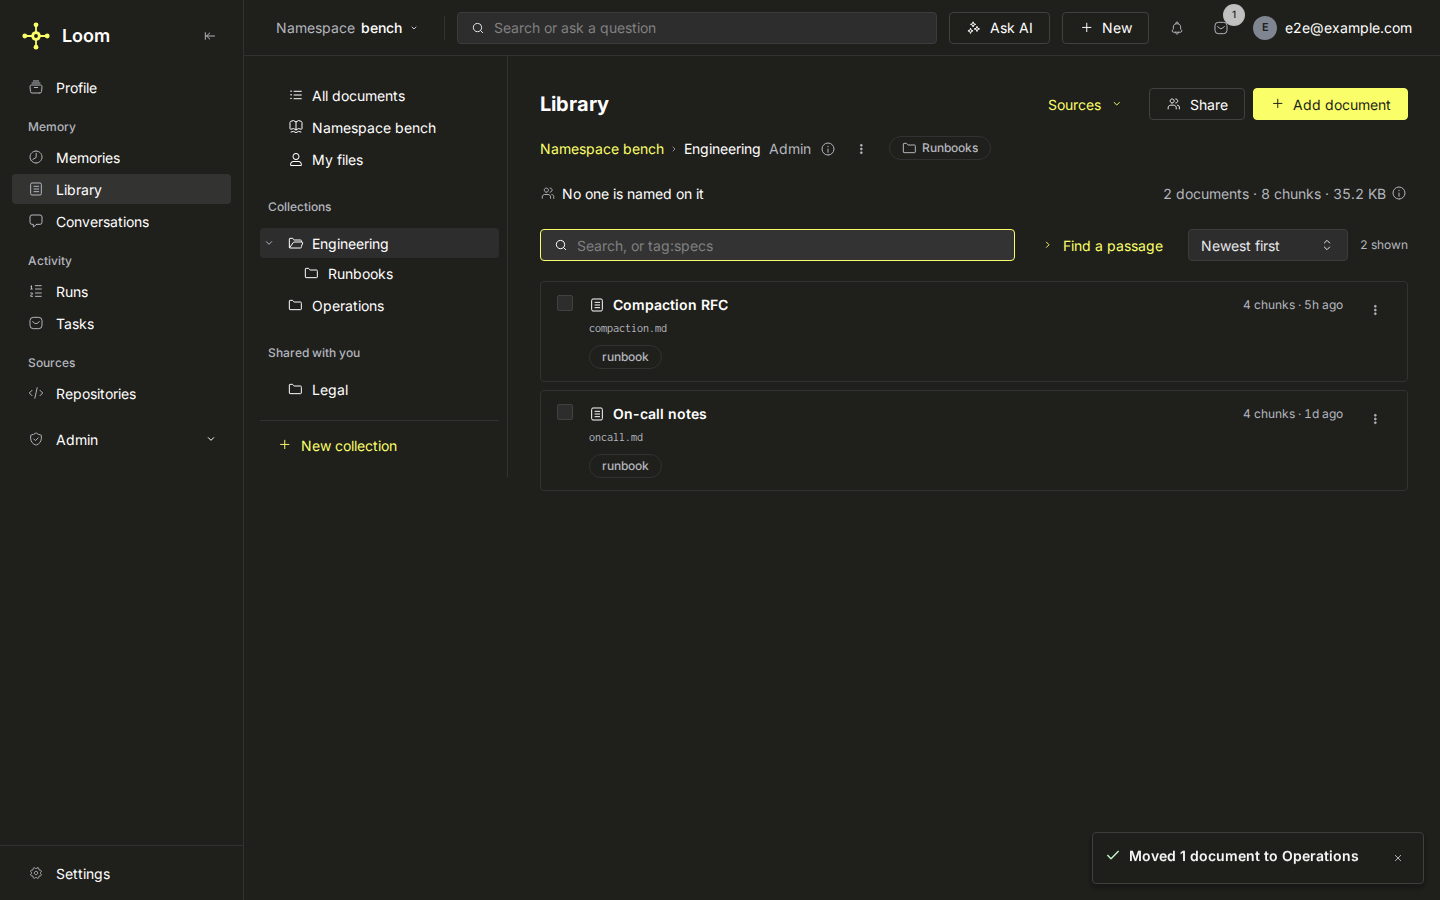 Loom
Profile
Memory
Memories
Library
Conversations
Activity
Runs
Tasks
Sources
Repositories
Admin
Settings
Namespace bench
Search or ask a question
Ask AI
New
1
E
e2e@example.com
All documents
Namespace bench
My files
Collections
Engineering
Runbooks
Operations
Shared with you
Legal
New collection
Library
Sources
Share
Add document
Namespace bench › Engineering Admin
Runbooks
No one is named on it
2 documents · 8 chunks · 35.2 KB
Search, or tag:specs
Find a passage
Newest first
2 shown
Compaction RFC
4 chunks · 5h ago
compaction.md
runbook
On-call notes
4 chunks · 1d ago
oncall.md
runbook
Moved 1 document to Operations